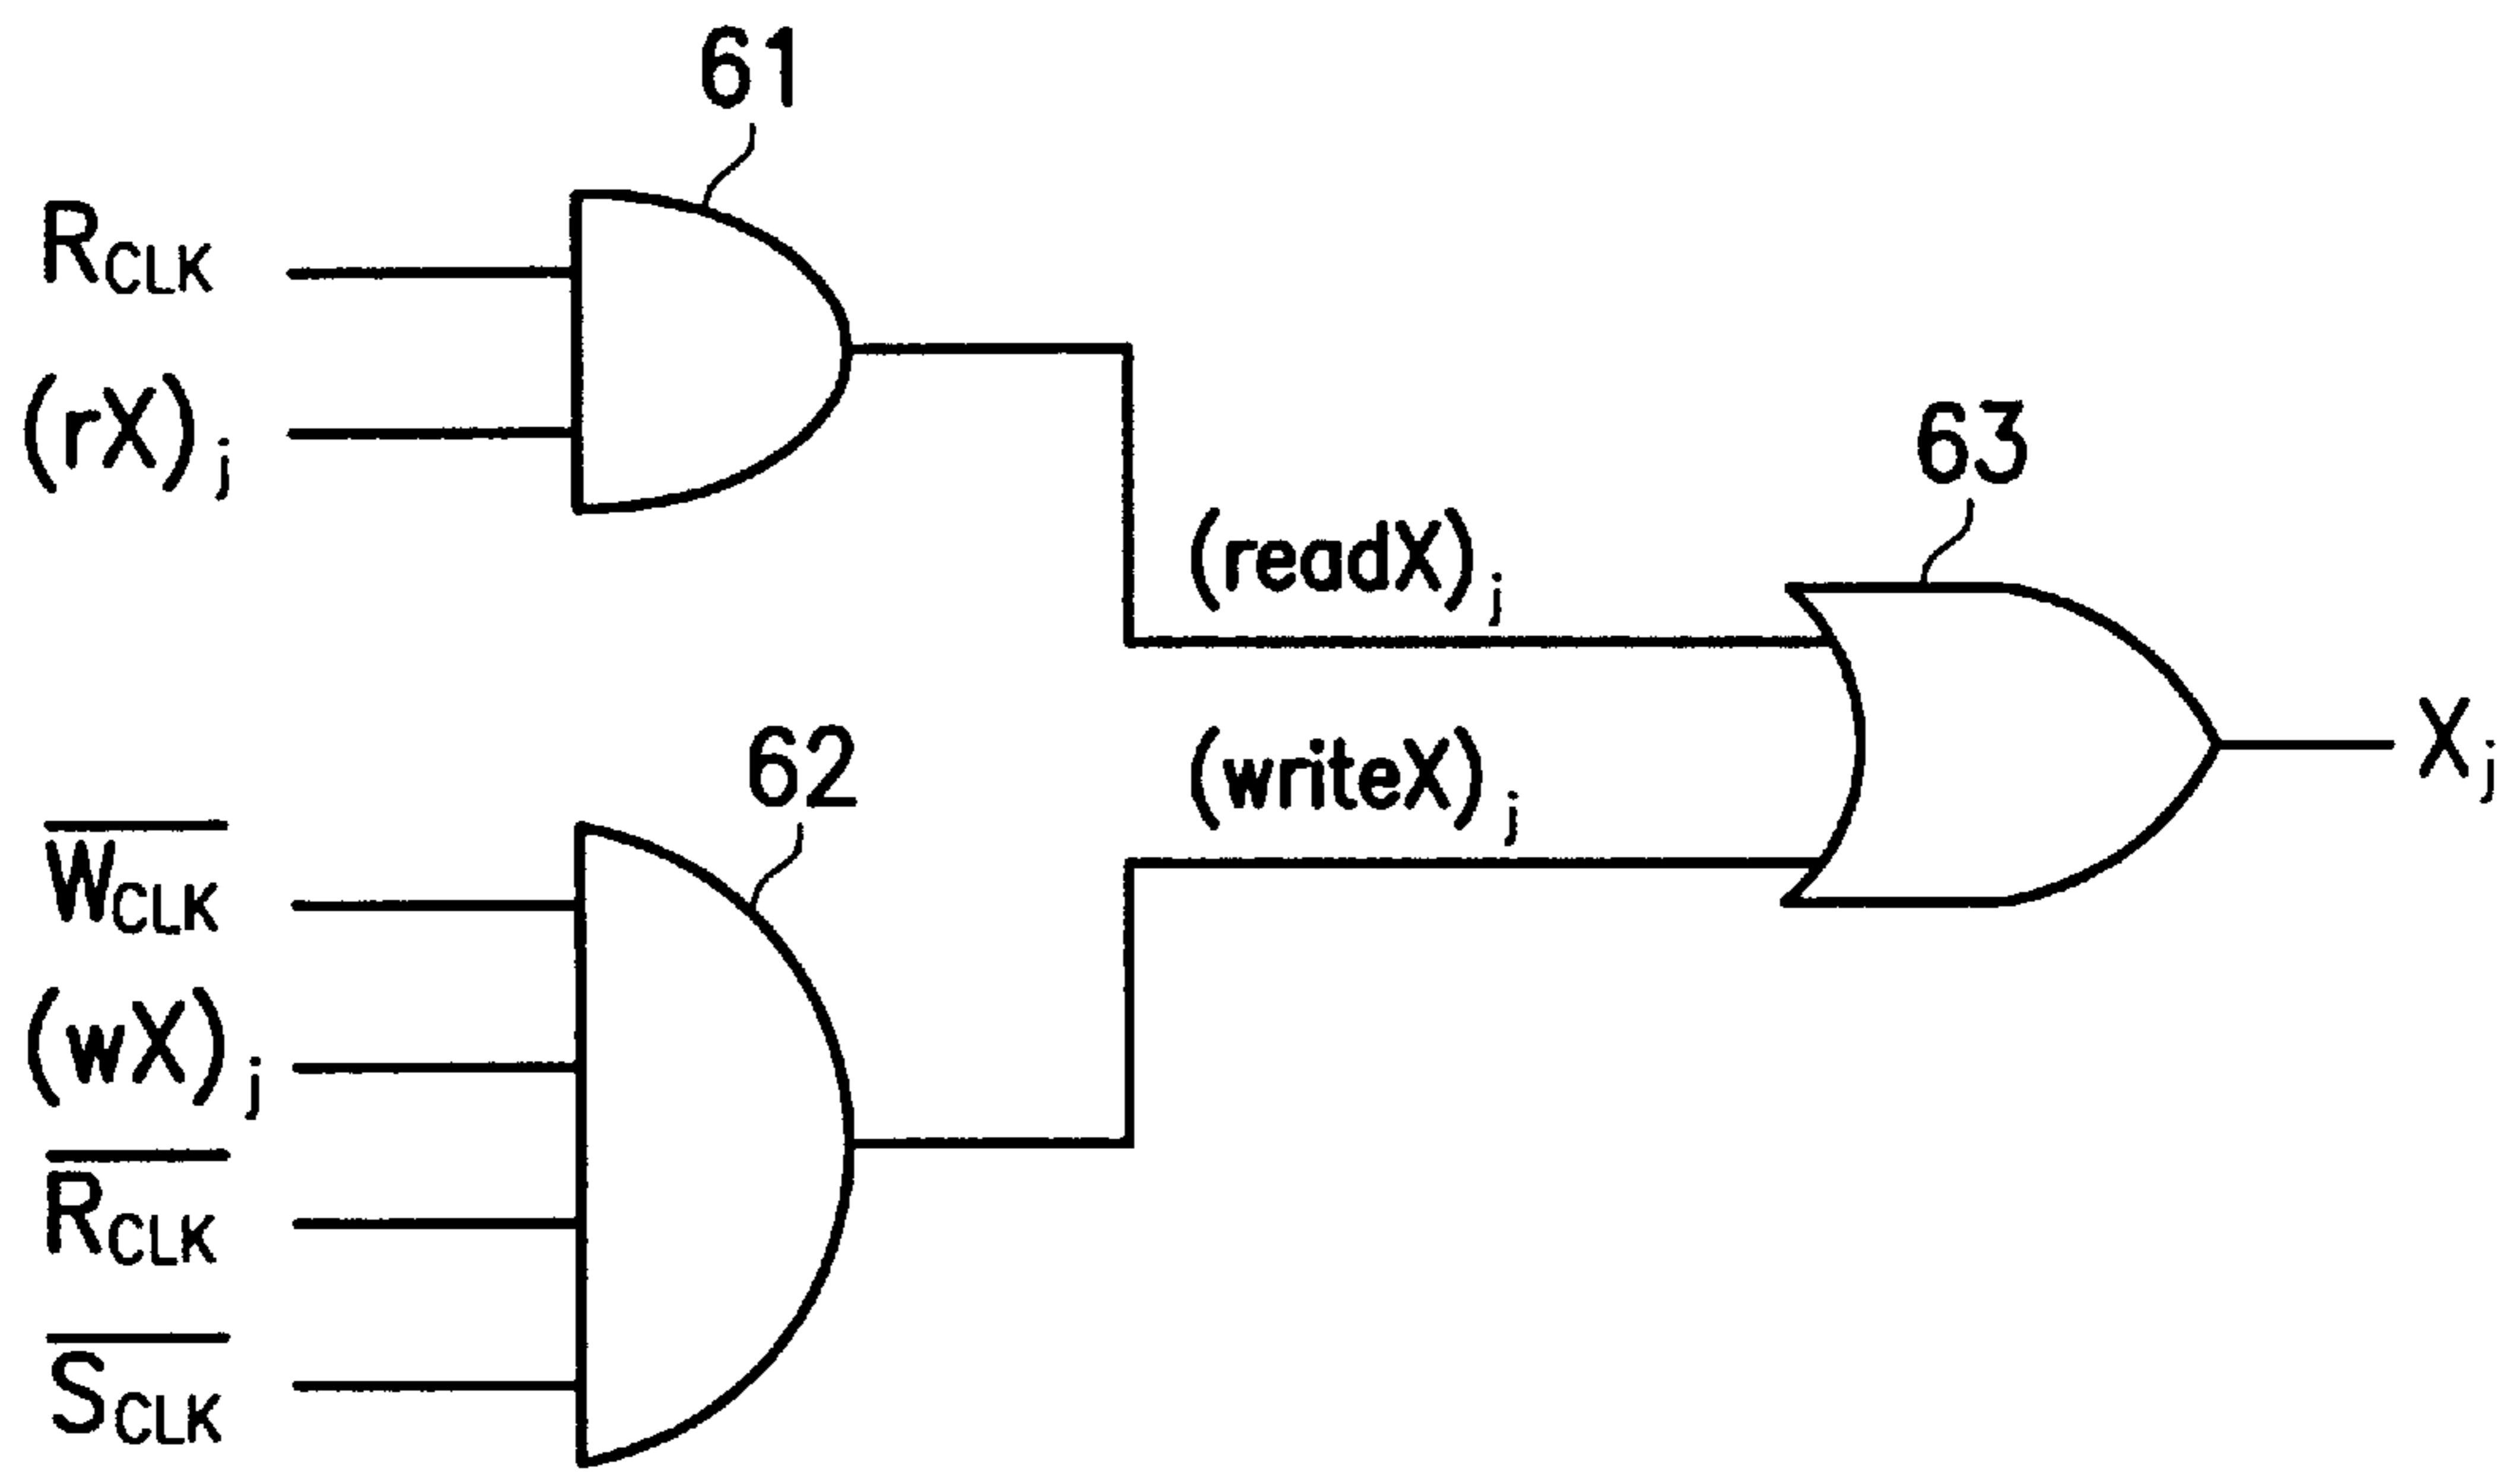 61
R_CLK
(rX)_j
63
(readX)_j
62
(writeX)_j
X_j
W̅_CLK
(wX)_j
R̅_CLK
S̅_CLK